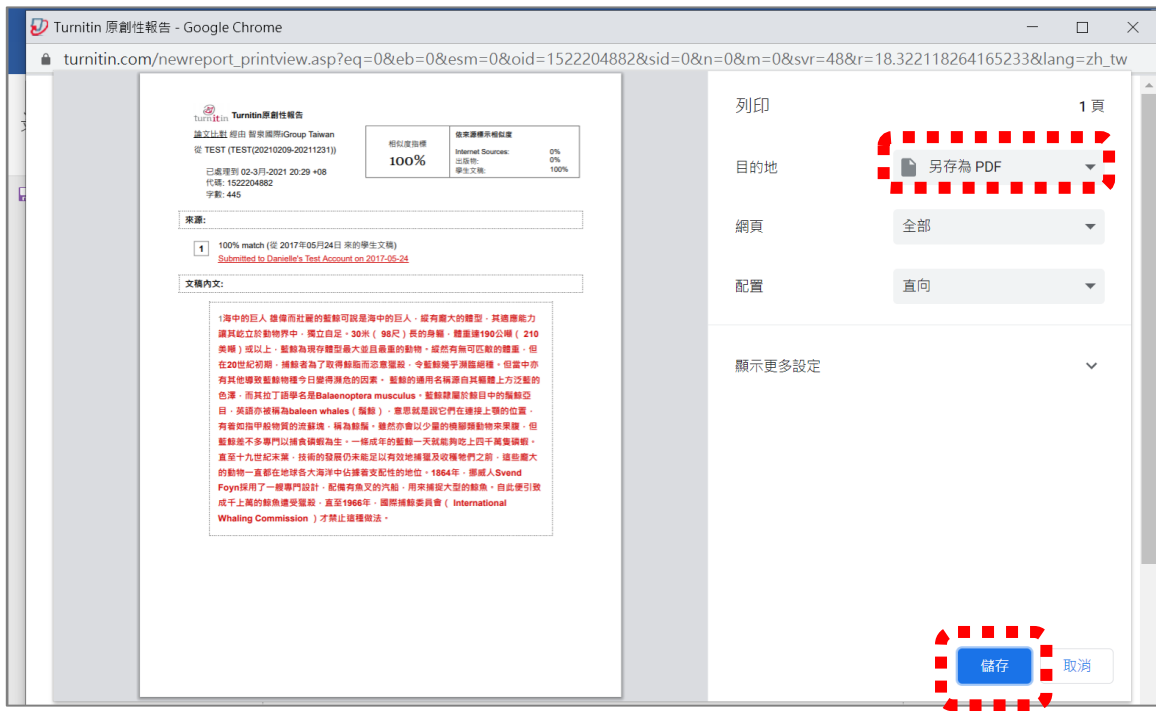 Turnitin 原創性報告 - Google Chrome
turnitin.com/newreport_printview.asp?eq=0&eb=0&esm=0&oid=1522204882&sid=0&n=0&m=0&svr=48&r=18.322118264165233&lang=zh_tw
turnitin Turnitin原創性報告
論文比對 經由 智泉國際iGroup Taiwan
從 TEST (TEST(20210209-20211231))
已處理到 02-3月-2021 20:29 +08
代碼: 1522204882
字數: 445
相似度指標
100%
依來源標示相似度
Internet Sources: 0%
出版物: 0%
學生文稿: 100%
來源:
1 100% match (從 2017年05月24日 來的學生文稿)
Submitted to Danielle's Test Account on 2017-05-24
文稿內文:
1海中的巨人 雄偉而壯麗的藍鯨可說是海中的巨人，縱有龐大的體型，其適應能力
讓其屹立於動物界中，獨立自足。30米（ 98尺）長的身軀，體重達190公噸（ 210
美噸）或以上，藍鯨為現存體型最大並且最重的動物。縱然有無可匹敵的體重，但
在20世紀初期，捕鯨者為了取得鯨脂而恣意獵殺，令藍鯨幾乎瀕臨絕種。但當中亦
有其他導致藍鯨物種今日變得瀕危的因素。 藍鯨的通用名稱源自其軀體上方泛藍的
色澤，而其拉丁語學名是Balaenoptera musculus。藍鯨隸屬於鯨目中的鬚鯨亞
目，英語亦被稱為baleen whales（鬚鯨），意思就是說它們在連接上顎的位置，
有著如指甲般物質的流蘇塊，稱為鯨鬚。雖然亦會以少量的橈腳類動物來果腹，但
藍鯨差不多專門以捕食磷蝦為生。一條成年的藍鯨一天就能夠吃上四千萬隻磷蝦。
直至十九世紀末葉，技術的發展仍未能足以有效地捕獵及收穫牠們之前，這些龐大
的動物一直都在地球各大海洋中佔據著支配性的地位。1864年，挪威人Svend
Foyn採用了一艘專門設計，配備有魚叉的汽船，用來捕捉大型的鯨魚。自此便引致
成千上萬的鯨魚遭受獵殺，直至1966年，國際捕鯨委員會（ International
Whaling Commission ）才禁止這種做法。
列印 1 頁
目的地 另存為 PDF
網頁 全部
配置 直向
顯示更多設定
儲存 取消